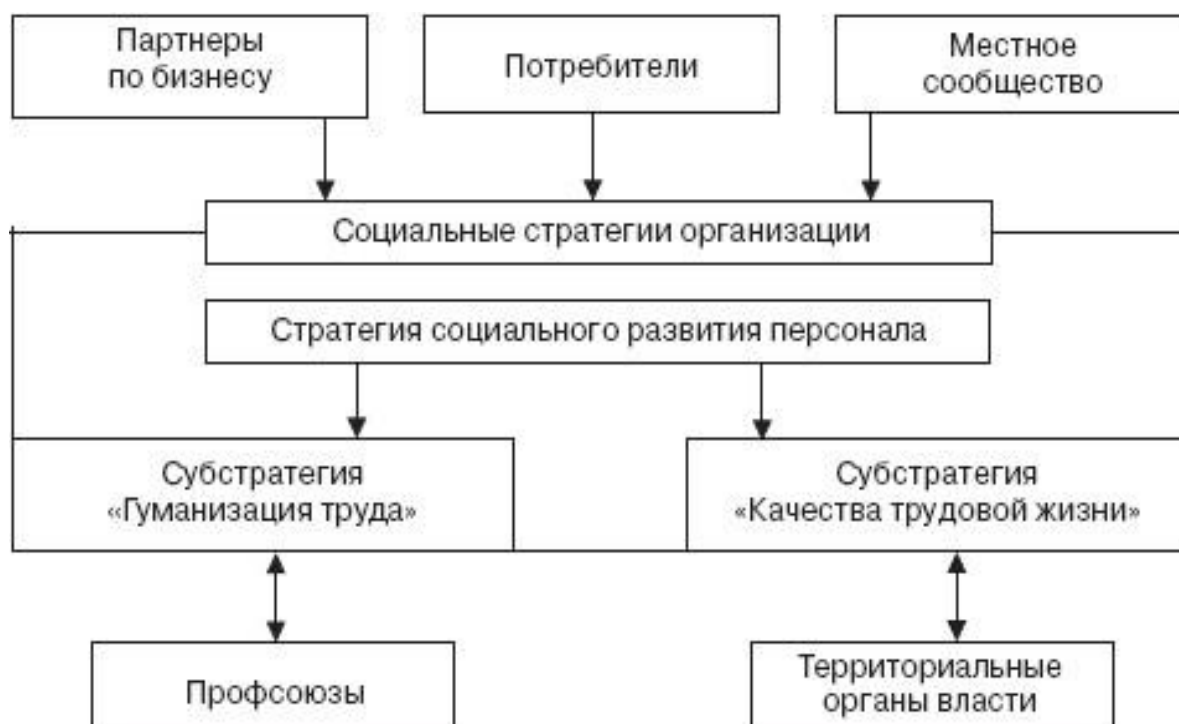 Партнеры
по бизнесу
Потребители
Местное
сообщество
Социальные стратегии организации
Стратегия социального развития персонала
Субстратегия
«Гуманизация труда»
Субстратегия
«Качества трудовой жизни»
Профсоюзы
Территориальные
органы власти